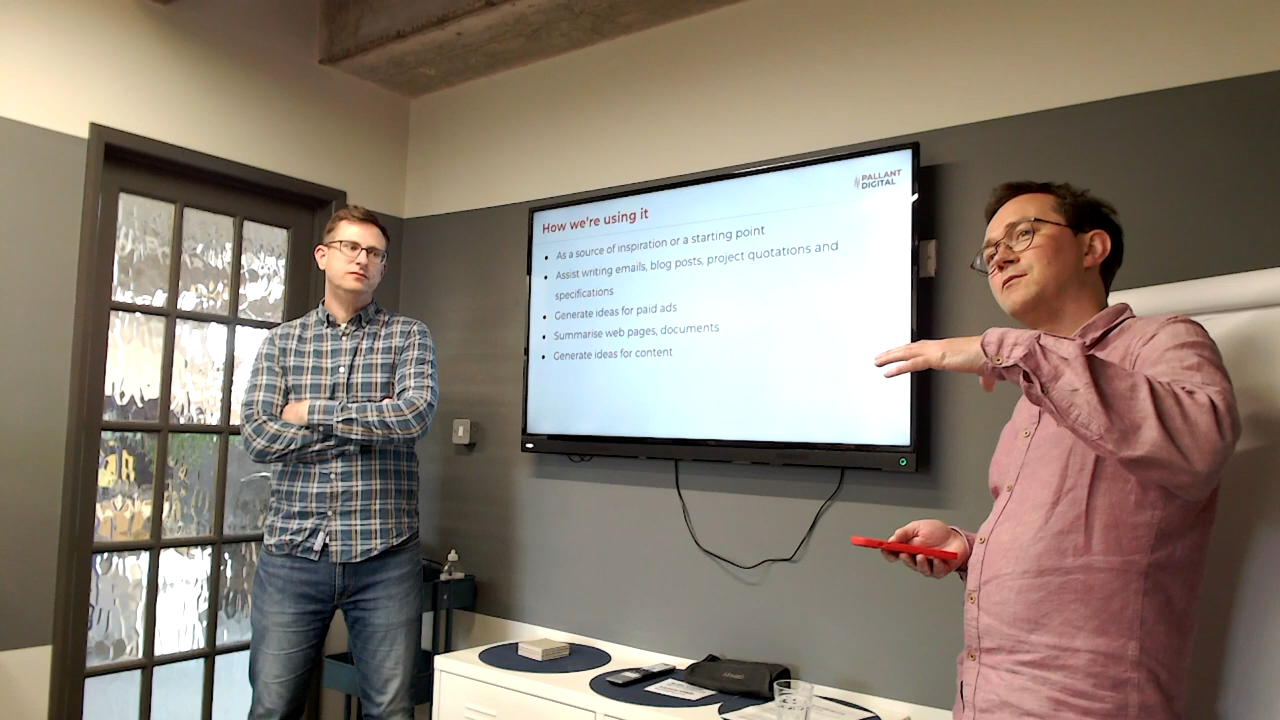 PALLANT
DIGITAL
How we're using it
• As a source of inspiration or a starting point
• Assist writing emails, blog posts, project quotations and
specifications
• Generate ideas for paid ads
• Summarise web pages, documents
• Generate ideas for content